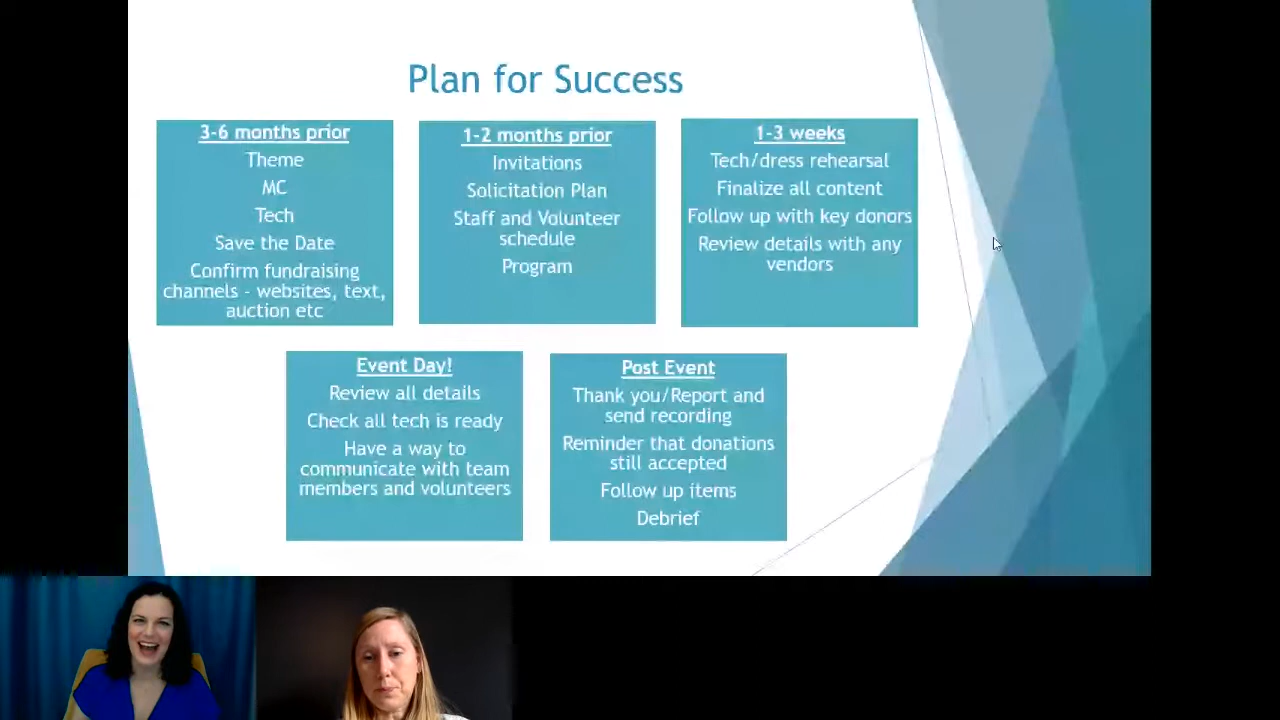 Plan for Success
3-6 months prior
Theme
MC
Tech
Save the Date
Confirm fundraising
channels - websites, text,
auction etc
1-2 months prior
Invitations
Solicitation Plan
Staff and Volunteer
schedule
Program
1-3 weeks
Tech/dress rehearsal
Finalize all content
Follow up with key donors
Review details with any
vendors
Event Day!
Review all details
Check all tech is ready
Have a way to
communicate with team
members and volunteers
Post Event
Thank you/Report and
send recording
Reminder that donations
still accepted
Follow up items
Debrief